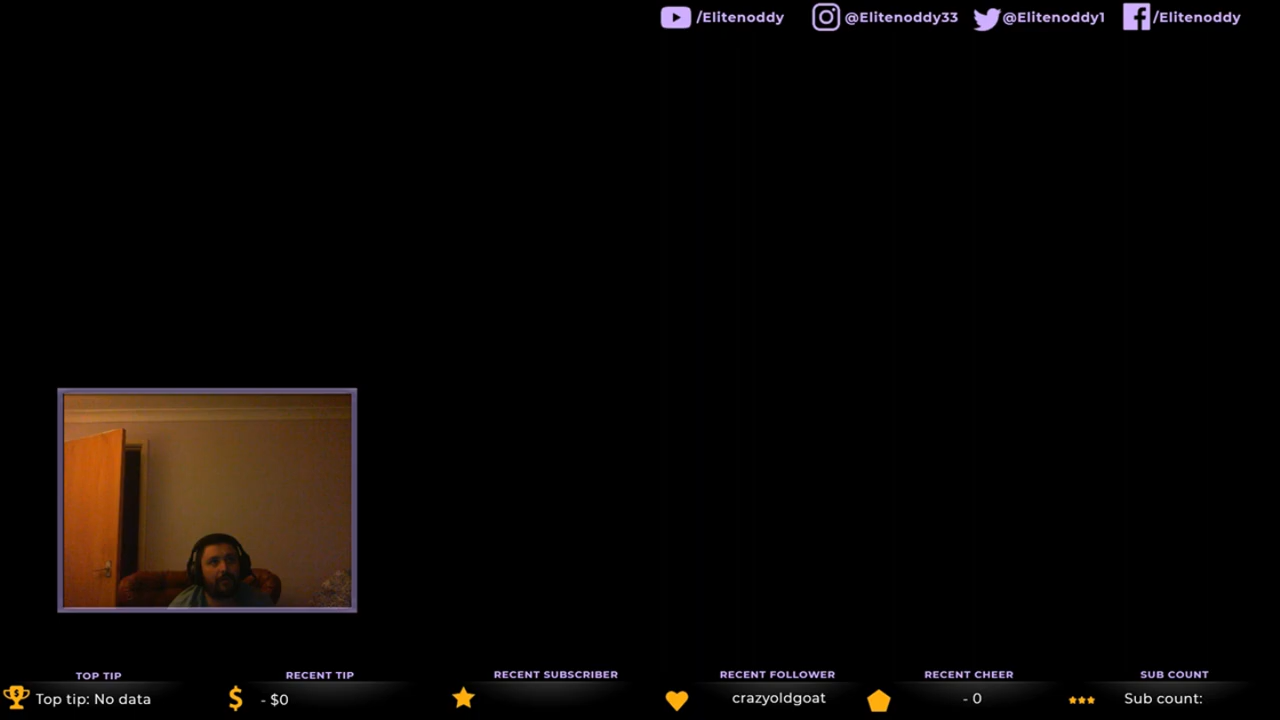 /Elitenoddy @Elitenoddy33 @Elitenoddy1 /Elitenoddy
TOP TIP RECENT TIP RECENT SUBSCRIBER RECENT FOLLOWER RECENT CHEER SUB COUNT
Top tip: No data - $0 crazyoldgoat - 0 Sub count: